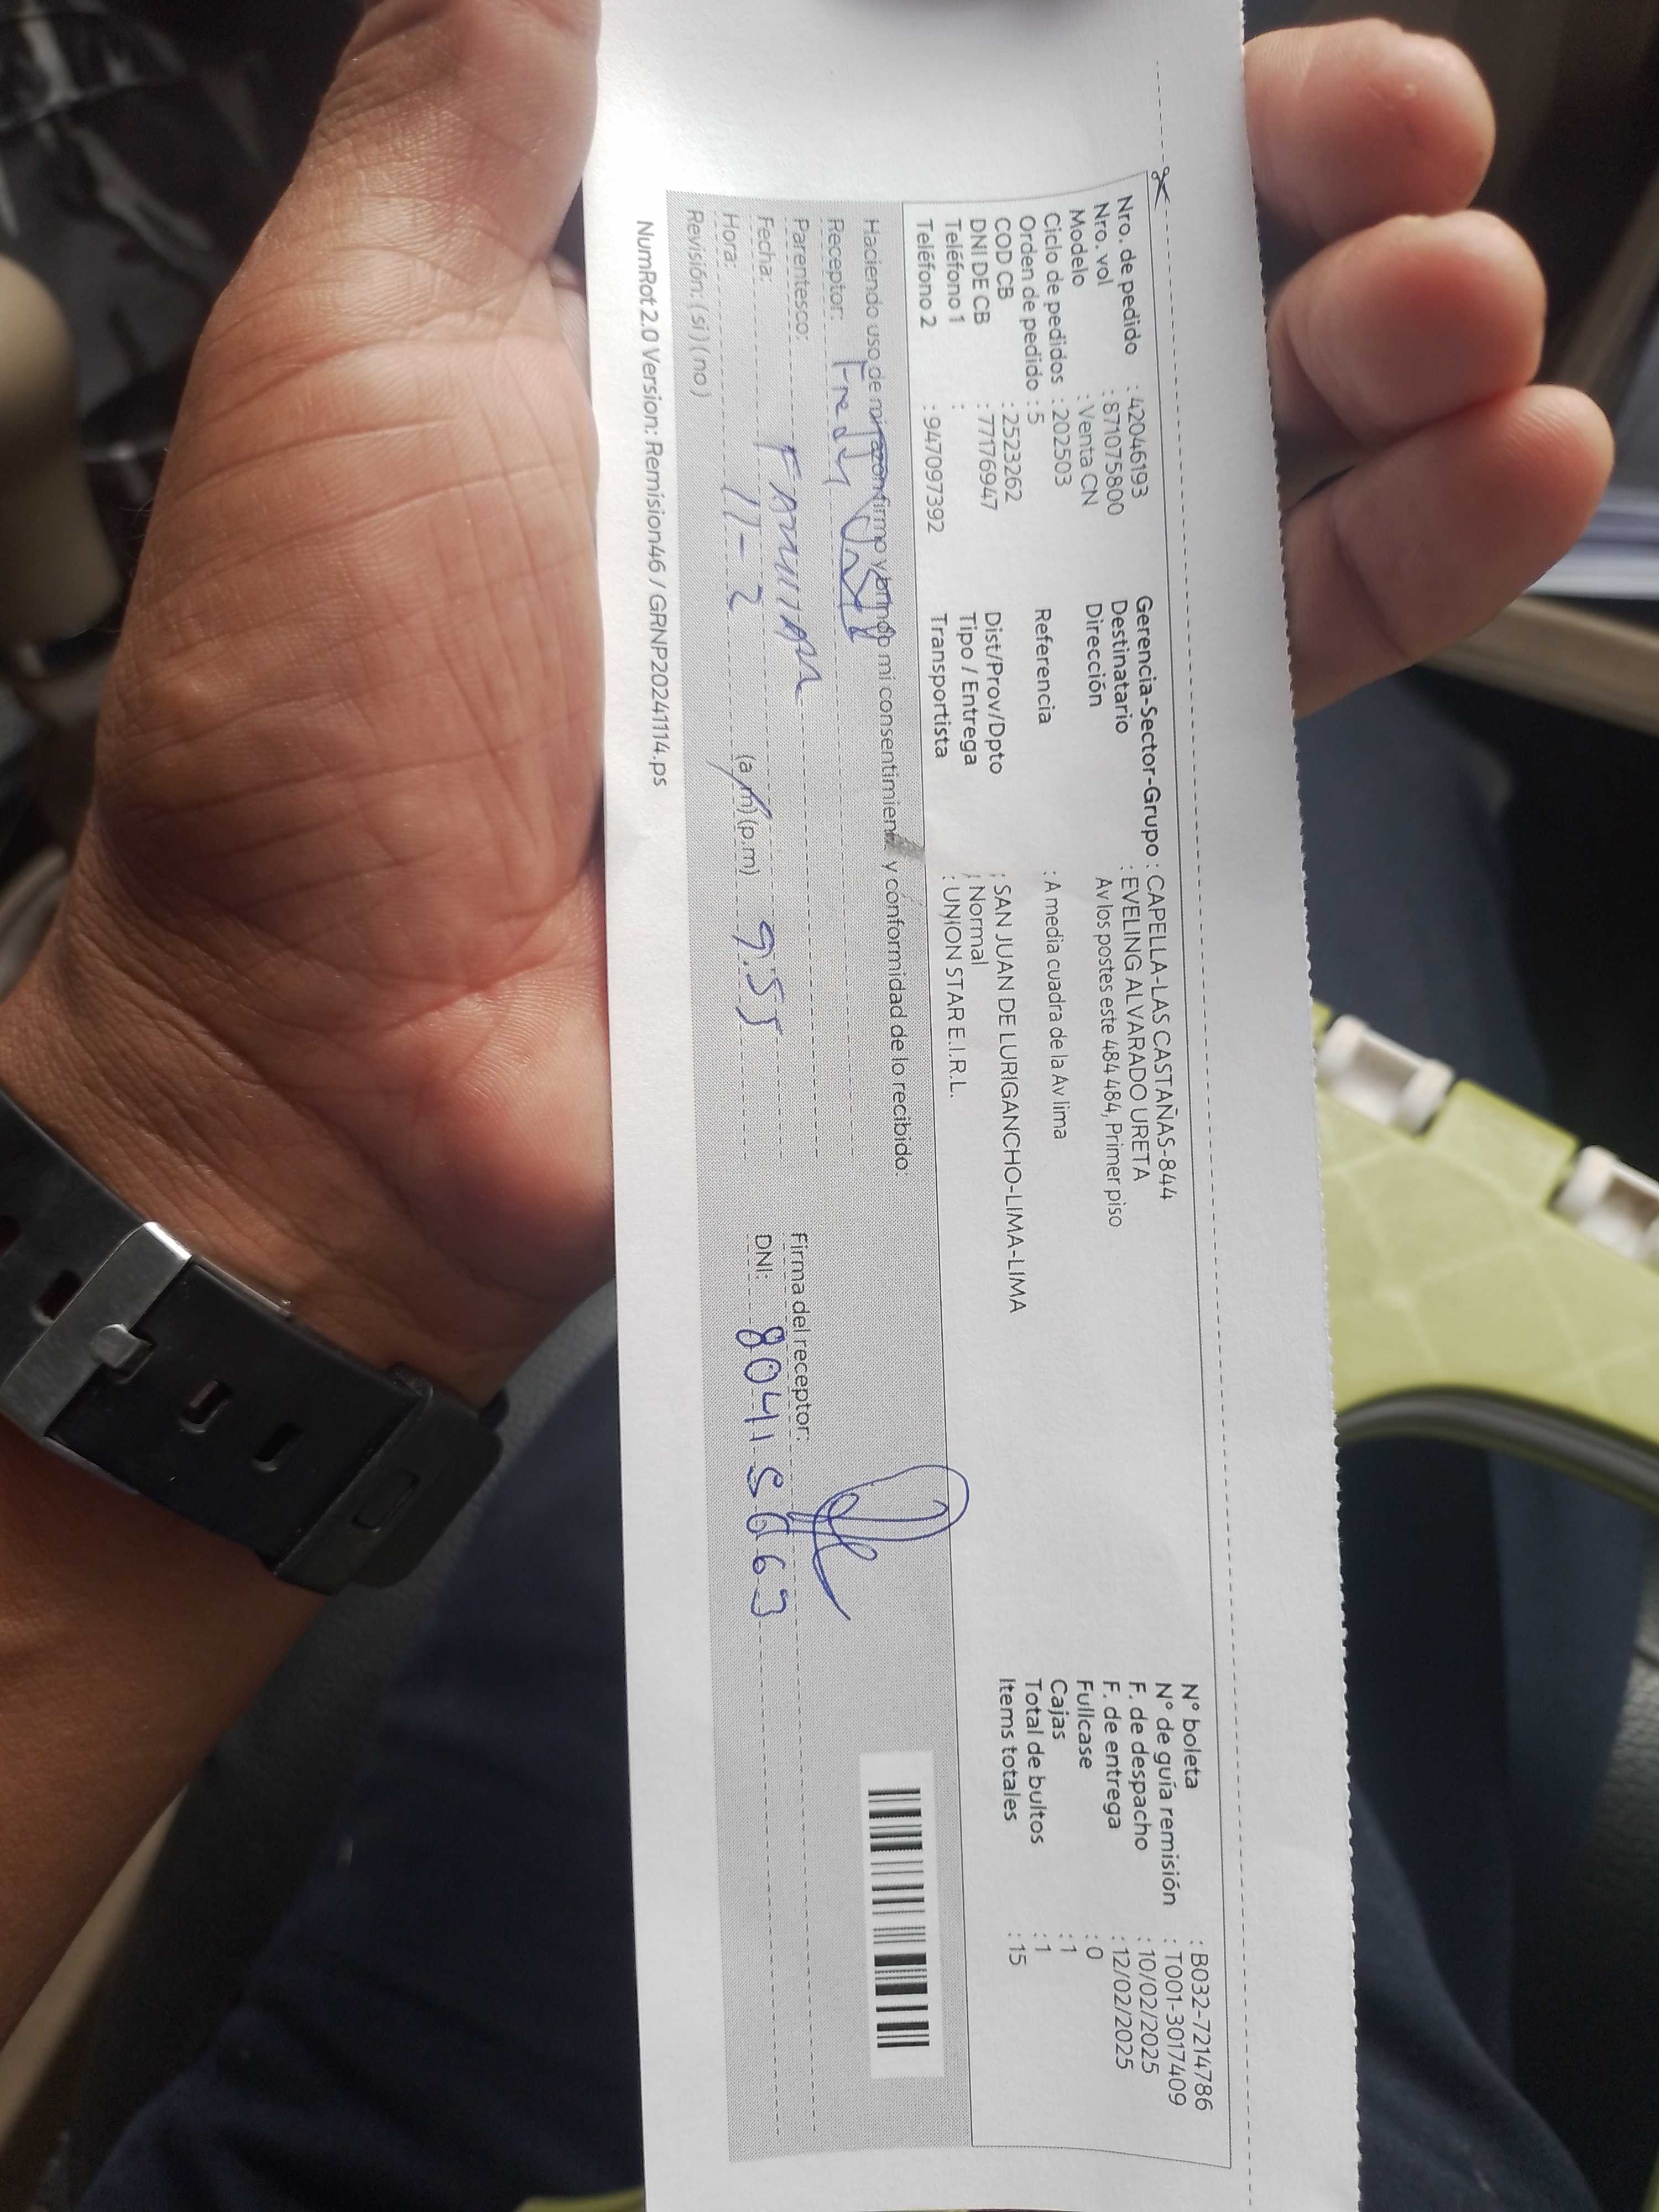 Nro. de pedido : 42046193
Nro. vol : 871075800
Modelo : Venta CN
Ciclo de pedidos : 202503
Orden de pedido : 5
COD CB : 2523262
DNI DE CB : 77176947
Teléfono 1 :
Teléfono 2 : 947097392
Gerencia-Sector-Grupo : CAPELLA-LAS CASTAÑAS-844
Destinatario : EVELING ALVARADO URETA
Dirección Av los postes este 484 484, Primer piso
Referencia : A media cuadra de la Av lima
Dist/Prov/Dpto : SAN JUAN DE LURIGANCHO-LIMA-LIMA
Tipo / Entrega : Normal
Transportista : UNION STAR E.I.R.L.
N° boleta : B032-7214786
N° de guía remisión : T001-3017409
F. de despacho : 10/02/2025
F. de entrega : 12/02/2025
Fullcase : 0
Cajas : 1
Total de bultos : 1
Items totales : 15
Haciendo uso de mi razón firmo y brindo mi consentimiento y conformidad de lo recibido:
Receptor: Fredy
Parentesco: FAMILIAR
Fecha: 11-2
Hora: (a.m) (p.m) 9:55
Revisión: (si) (no)
Firma del receptor:
DNI: 80415669
NumRot 2.0 Version: Remision46 / GRNP20241114.ps